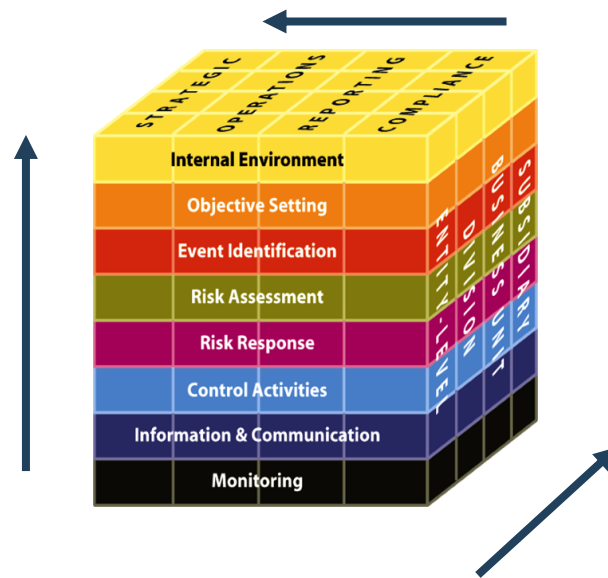 STRATEGIC
OPERATIONS
REPORTING
COMPLIANCE
Internal Environment
Objective Setting
Event Identification
Risk Assessment
Risk Response
Control Activities
Information & Communication
Monitoring
ENTITY-LEVEL
DIVISION
BUSINESS UNIT
SUBSIDIARY